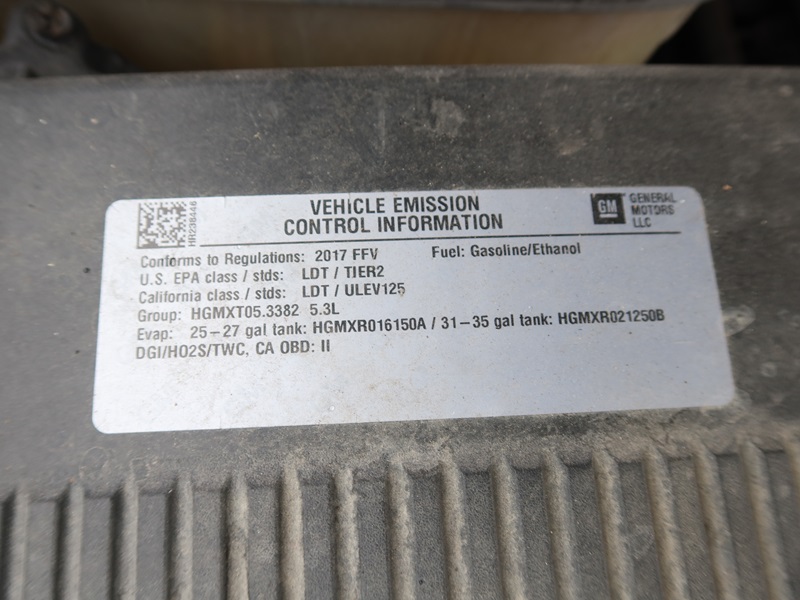 VEHICLE EMISSION
CONTROL INFORMATION
HR238446
GM
GENERAL
MOTORS
LLC
Conforms to Regulations: 2017 FFV Fuel: Gasoline/Ethanol
U.S. EPA class / stds: LDT / TIER2
California class / stds: LDT / ULEV125
Group: HGMXT05.3382 5.3L
Evap: 25–27 gal tank: HGMXR016150A / 31–35 gal tank: HGMXR021250B
DGI/HO2S/TWC, CA OBD: II